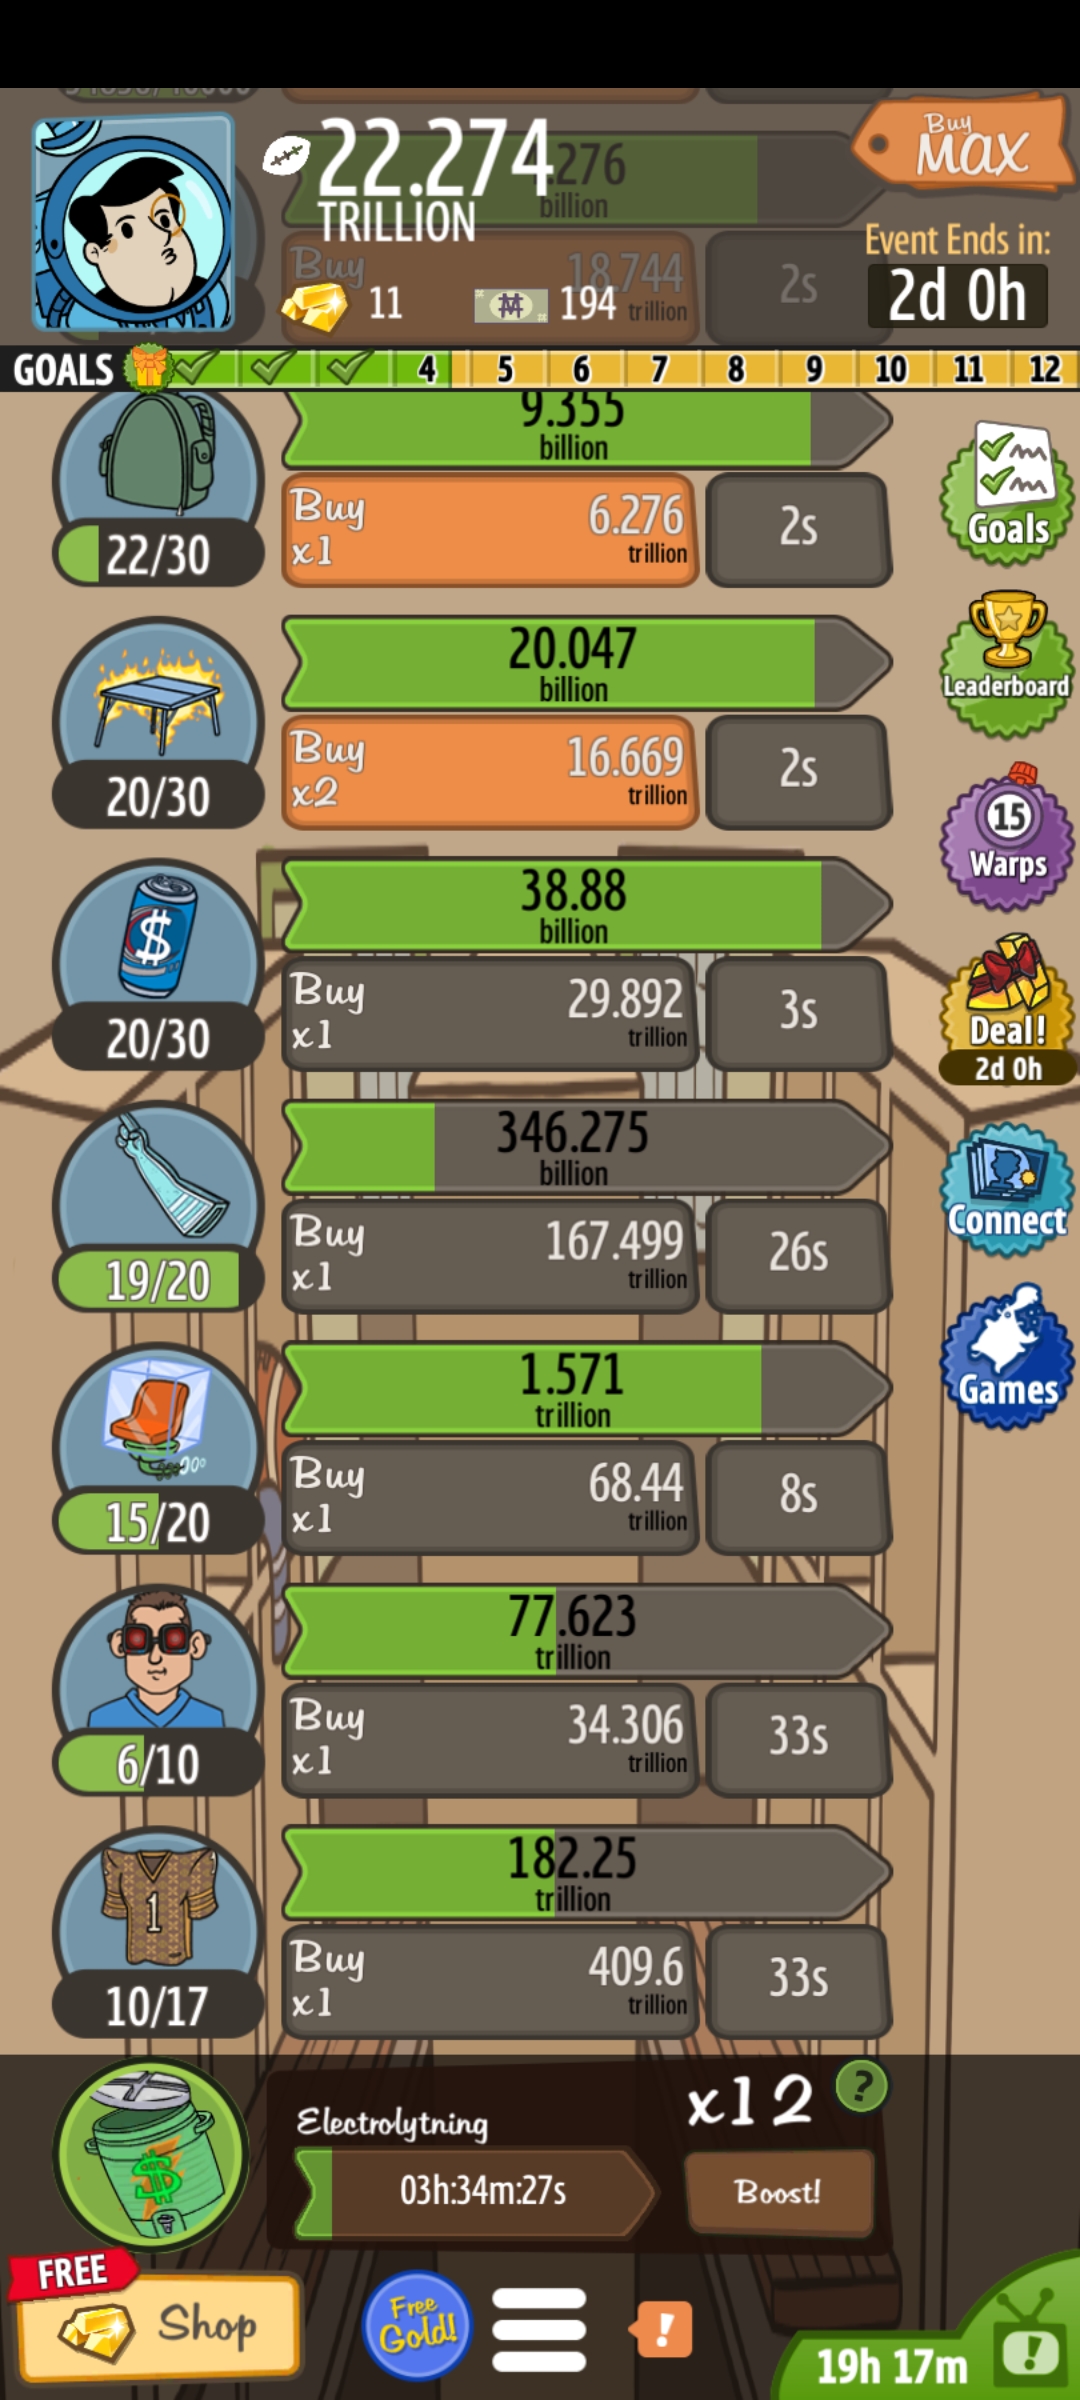 22.274
TRILLION
.276
billion
Buy
MAX
Event Ends in:
2d 0h
Buy
18.744
trillion
2s
11
194
GOALS
4
5
6
7
8
9
10
11
12
9.355
billion
Buy
x1
6.276
trillion
2s
22/30
Goals
20.047
billion
Buy
x2
16.669
trillion
2s
20/30
Leaderboard
15
Warps
38.88
billion
Buy
x1
29.892
trillion
3s
$
20/30
Deal!
2d 0h
346.275
billion
Buy
x1
167.499
trillion
26s
19/20
Connect
1.571
trillion
Buy
x1
68.44
trillion
8s
15/20
Games
77.623
trillion
Buy
x1
34.306
trillion
33s
6/10
182.25
trillion
1
Buy
x1
409.6
trillion
33s
10/17
Electrolytning
x12
?
$
03h:34m:27s
Boost!
FREE
Shop
Free
Gold!
!
19h 17m
!